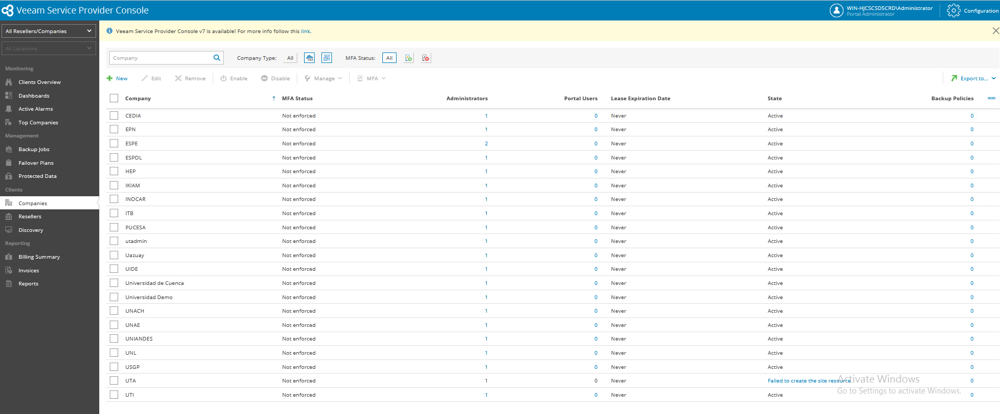 Veeam Service Provider Console
WIN-HJCSCSD5CRD\Administrator
Portal Administrator
Configuration
All Resellers/Companies
All Locations
Veeam Service Provider Console v7 is available! For more info follow this link.
Company
Company Type: All
MFA Status: All
New Edit Remove Enable Disable Manage MFA Export to...
Monitoring
Clients Overview
Dashboards
Active Alarms
Top Companies
Management
Backup Jobs
Failover Plans
Protected Data
Clients
Companies
Resellers
Discovery
Reporting
Billing Summary
Invoices
Reports
Company MFA Status Administrators Portal Users Lease Expiration Date State Backup Policies
CEDIA Not enforced 1 0 Never Active 0
EPN Not enforced 1 0 Never Active 0
ESPE Not enforced 2 0 Never Active 0
ESPOL Not enforced 1 0 Never Active 0
HEP Not enforced 1 0 Never Active 0
IKIAM Not enforced 1 0 Never Active 0
INOCAR Not enforced 1 0 Never Active 0
ITB Not enforced 1 0 Never Active 0
PUCESA Not enforced 1 0 Never Active 0
utadmin Not enforced 1 0 Never Active 0
Uazuay Not enforced 1 0 Never Active 0
UIDE Not enforced 1 0 Never Active 0
Universidad de Cuenca Not enforced 1 0 Never Active 0
Universidad Demo Not enforced 1 0 Never Active 0
UNACH Not enforced 1 0 Never Active 0
UNAE Not enforced 1 0 Never Active 0
UNIANDES Not enforced 1 0 Never Active 0
UNL Not enforced 1 0 Never Active 0
USGP Not enforced 1 0 Never Active 0
UTA Not enforced 1 0 Never Failed to create the site resource 0
UTI Not enforced 1 0 Never Active 0
Activate Windows
Go to Settings to activate Windows.